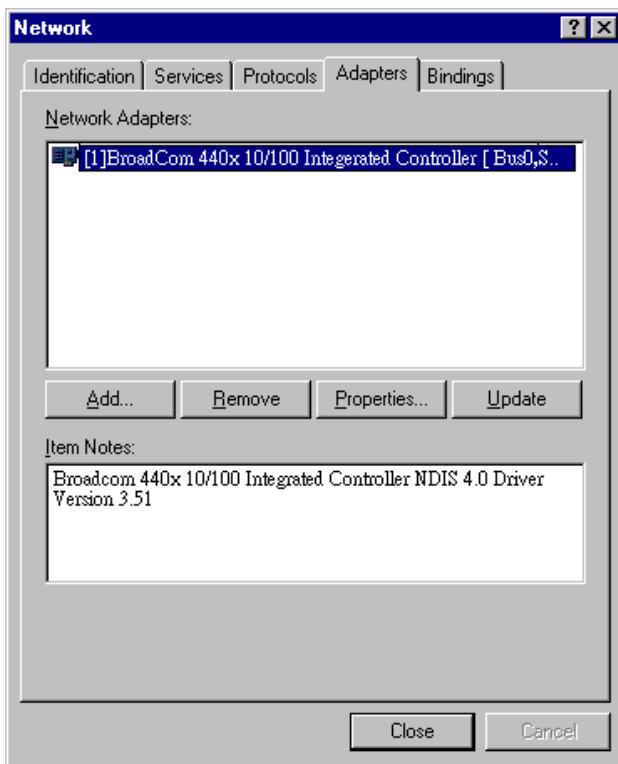 Network
Identification Services Protocols Adapters Bindings
Network Adapters:
[1]BroadCom 440x 10/100 Integerated Controller [ Bus0,S..
Add... Remove Properties... Update
Item Notes:
Broadcom 440x 10/100 Integrated Controller NDIS 4.0 Driver
Version 3.51
Close Cancel